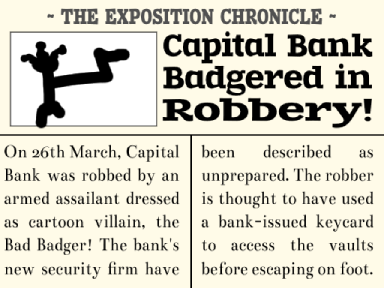 ~ THE EXPOSITION CHRONICLE ~
Capital Bank
Badgered in
Robbery!
On 26th March, Capital
Bank was robbed by an
armed assailant dressed
as cartoon villain, the
Bad Badger! The bank's
new security firm have
been described as
unprepared. The robber
is thought to have used
a bank-issued keycard
to access the vaults
before escaping on foot.